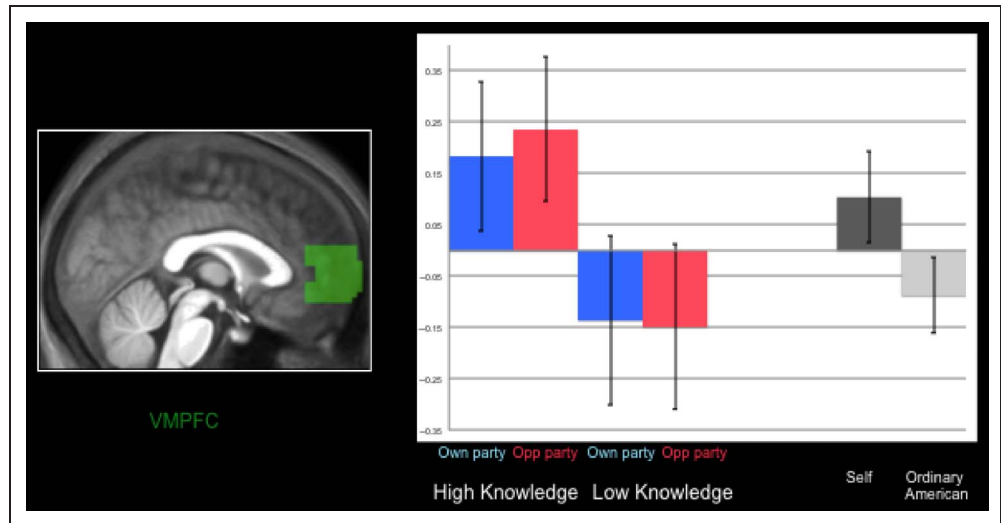 0.35
0.25
0.15
0.05
−0.05
−0.15
−0.25
−0.35
VMPFC
Own party Opp party Own party Opp party
High Knowledge Low Knowledge
Self Ordinary
American